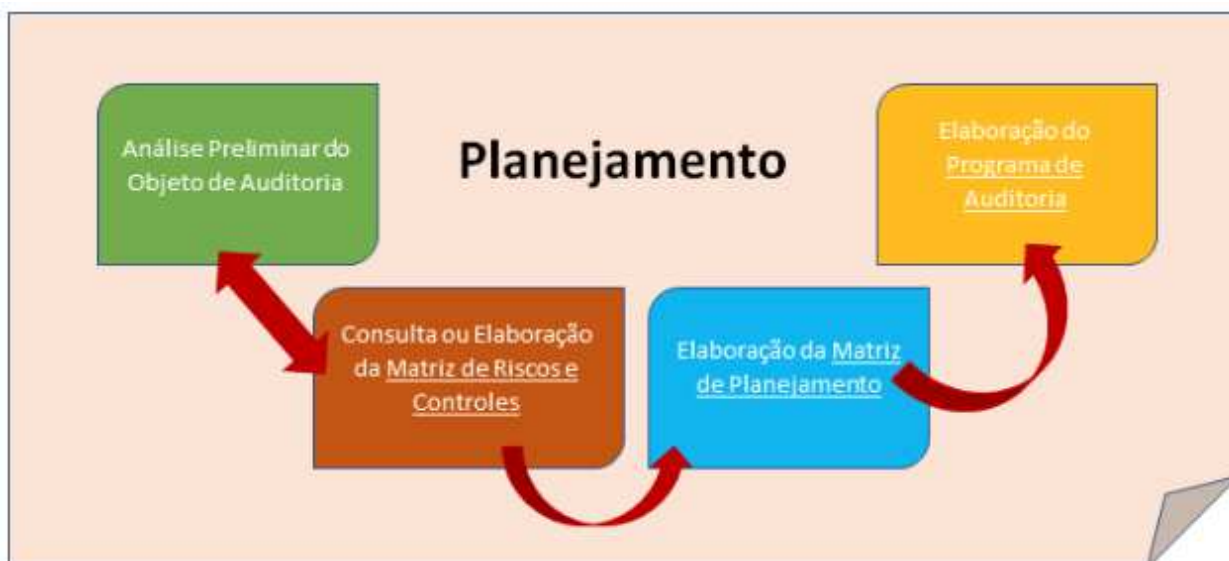 Análise Preliminar do
Objeto de Auditoria
Planejamento
Elaboração do
Programa de
Auditoria
Consulta ou Elaboração
da Matriz de Riscos e
Controles
Elaboração da Matriz
de Planejamento